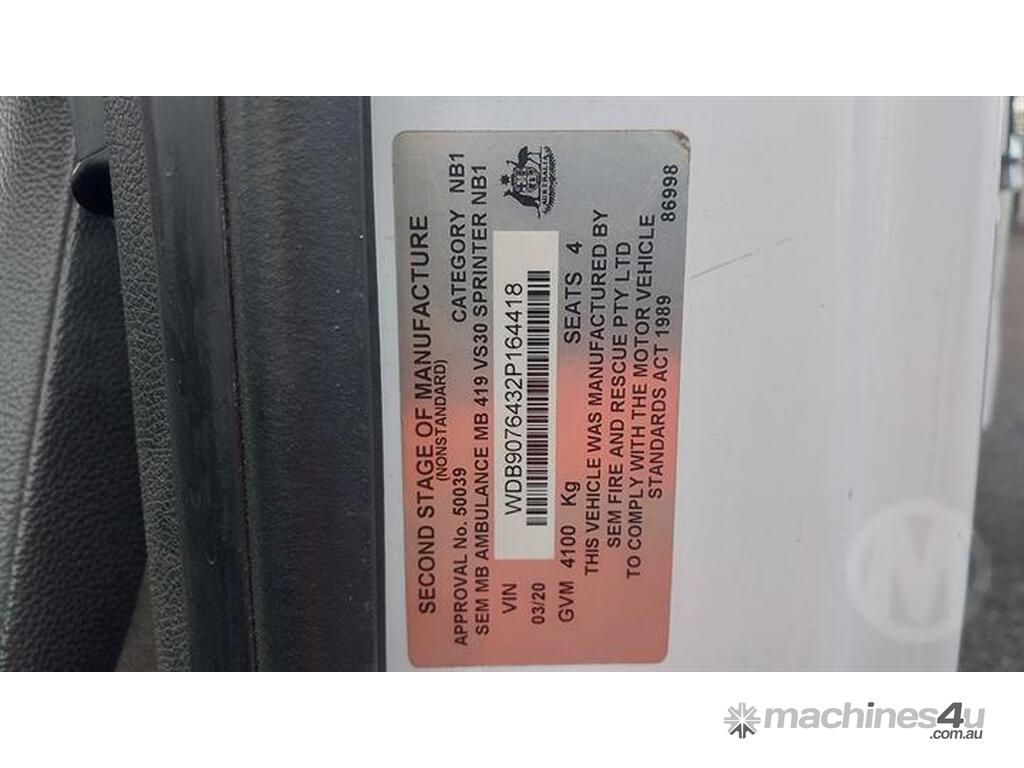 SECOND STAGE OF MANUFACTURE
(NONSTANDARD)
APPROVAL No. 50039 CATEGORY NB1
SEM MB AMBULANCE MB 419 VS30 SPRINTER NB1
VIN WDB9076432P164418
03/20
GVM 4100 Kg SEATS 4
THIS VEHICLE WAS MANUFACTURED BY
SEM FIRE AND RESCUE PTY LTD
TO COMPLY WITH THE MOTOR VEHICLE
STANDARDS ACT 1989
86998
AUSTRALIA
M
machines4u
.com.au